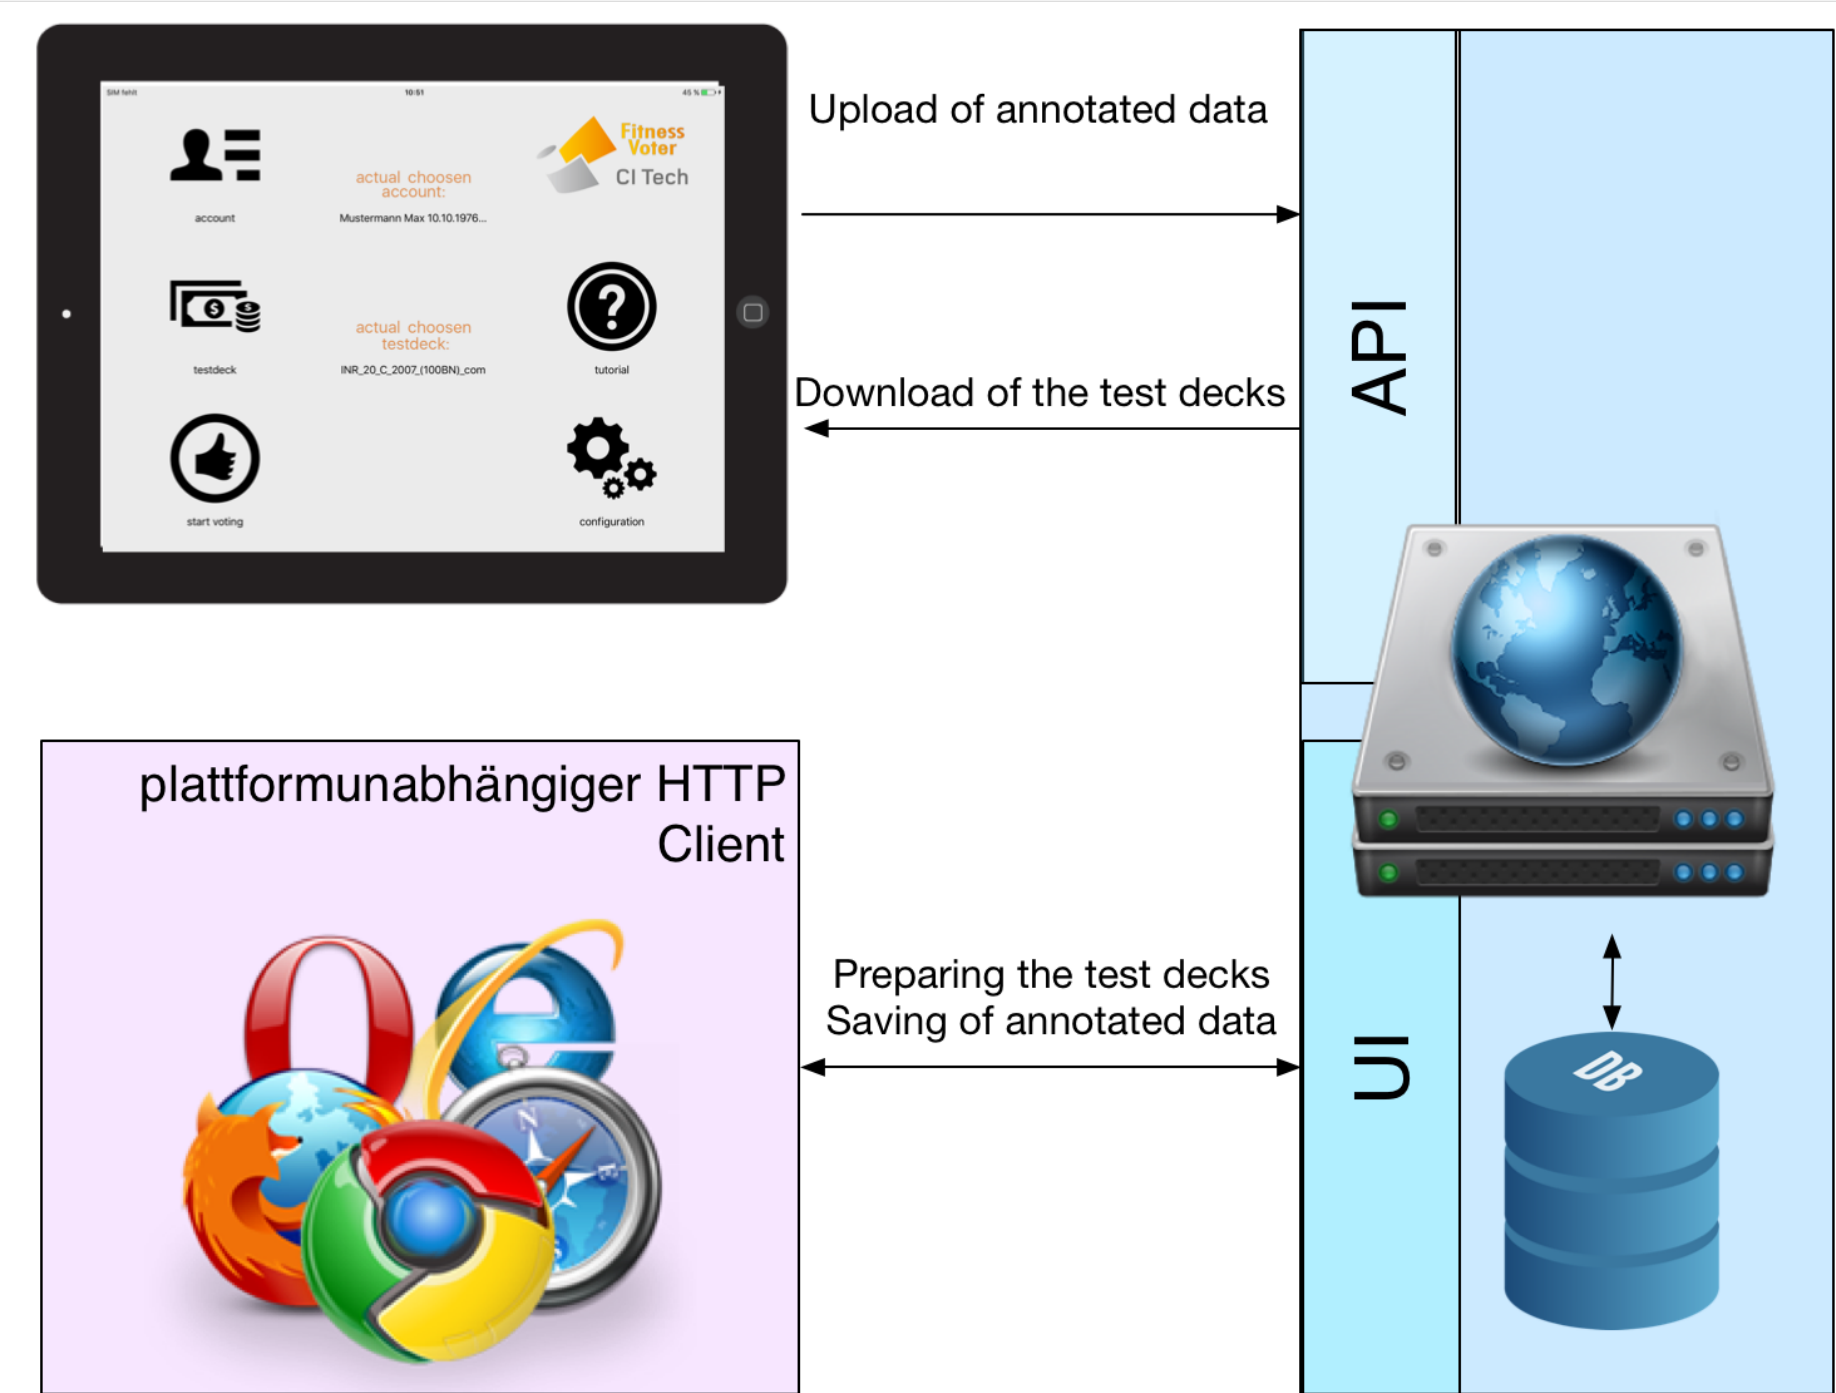 SIM fehlt
10:51
45 %
Fitness
Voter
CI Tech
actual choosen
account:
Mustermann Max 10.10.1976...
account
actual choosen
testdeck:
INR_20_C_2007_(100BN)_com
testdeck
tutorial
start voting
configuration
Upload of annotated data
Download of the test decks
API
plattformunabhängiger HTTP
Client
Preparing the test decks
Saving of annotated data
UI
DB
N
E
S